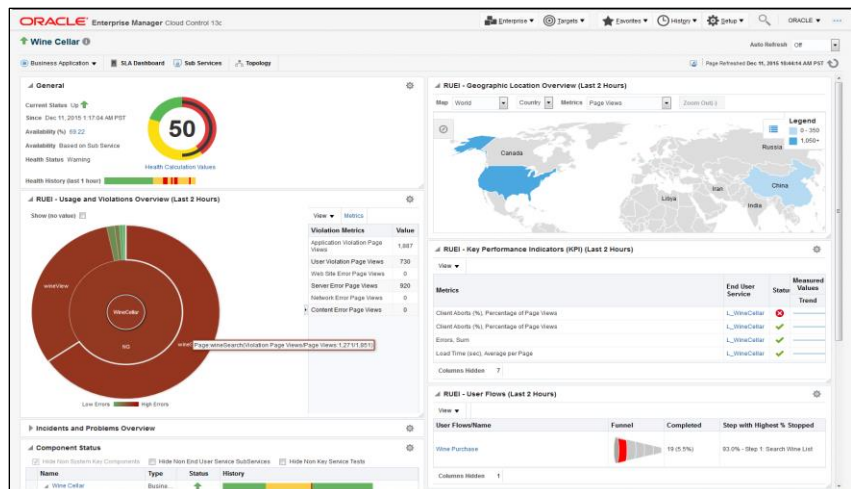 ORACLE Enterprise Manager Cloud Control 13c
Enterprise Targets Favorites History Setup ORACLE
Wine Cellar
Auto Refresh Off
Business Application SLA Dashboard Sub Services Topology
Page Refreshed Dec 11, 2015 10:44:14 AM PST
General
Current Status Up
Since Dec 11, 2015 1:17:04 AM PST
Availability (%) 69.22
Availability Based on Sub Service
Health Status Warning
50
Health Calculation Values
Health History (last 1 hour)
RUEI - Usage and Violations Overview (Last 2 Hours)
Show (no value)
wineView
WineCellar
NO
Page wineSearch(Violation Page Views/Page Views:1,271/1,851)
Low Errors High Errors
View Metrics
Violation Metrics Value
Application Violation Page Views 1,887
User Violation Page Views 730
Web Site Error Page Views 0
Server Error Page Views 920
Network Error Page Views 0
Content Error Page Views 0
Incidents and Problems Overview
Component Status
Hide Non System Key Components Hide Non End User Service SubServices Hide Non Key Service Tests
Name Type Status History
Wine Cellar Busine...
RUEI - Geographic Location Overview (Last 2 Hours)
Map World Country Metrics Page Views Zoom Out(-)
Legend
0 - 350
1,050+
Canada
Russia
Libya
Iran
China
India
RUEI - Key Performance Indicators (KPI) (Last 2 Hours)
View
Metrics End User Service Status Measured Values
Trend
Client Aborts (%), Percentage of Page Views L_WineCellar
Client Aborts (%), Percentage of Page Views L_WineCellar
Errors, Sum L_WineCellar
Load Time (sec), Average per Page L_WineCellar
Columns Hidden 7
RUEI - User Flows (Last 2 Hours)
View
User Flows/Name Funnel Completed Step with Highest % Stopped
Wine Purchase 19 (5.5%) 93.0% - Step 1: Search Wine List
Columns Hidden 1